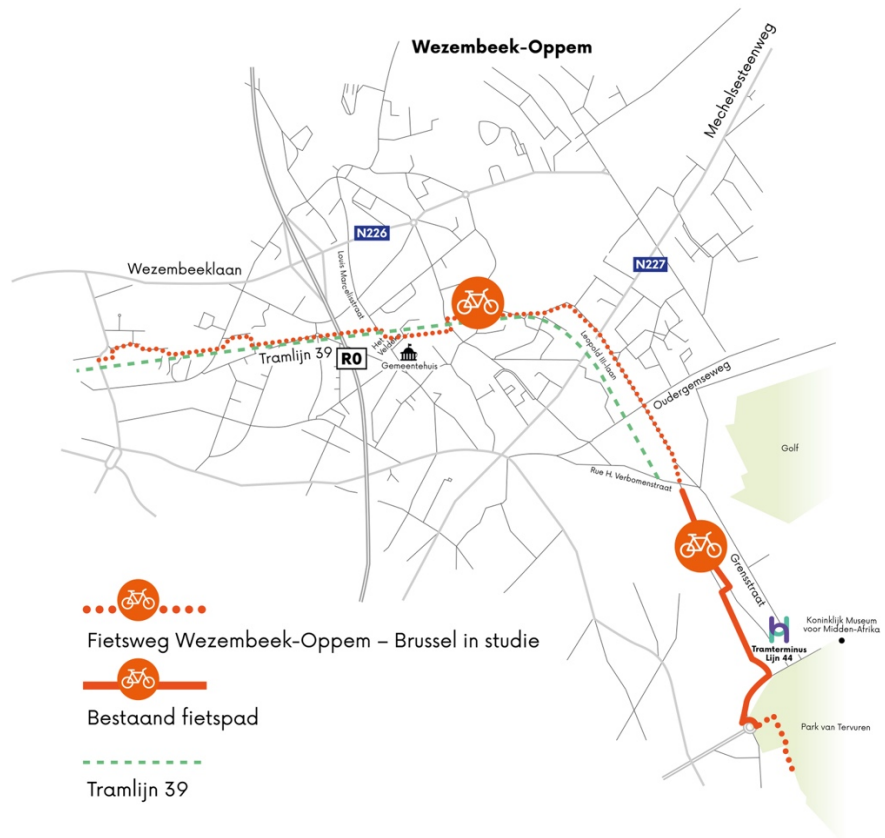 Wezembeek-Oppem
Mechelsesteenweg
N226
Louis Marcelisstraat
N227
Wezembeeklaan
Leopold III-laan
Tramlijn 39
R0
Het
Velde
Gemeentehuis
Oudergemseweg
Golf
Rue H. Verbomenstraat
Grensstraat
Koninklijk Museum
voor Midden-Afrika
Tramterminus
Lijn 44
Park van Tervuren
Fietsweg Wezembeek-Oppem – Brussel in studie
Bestaand fietspad
Tramlijn 39